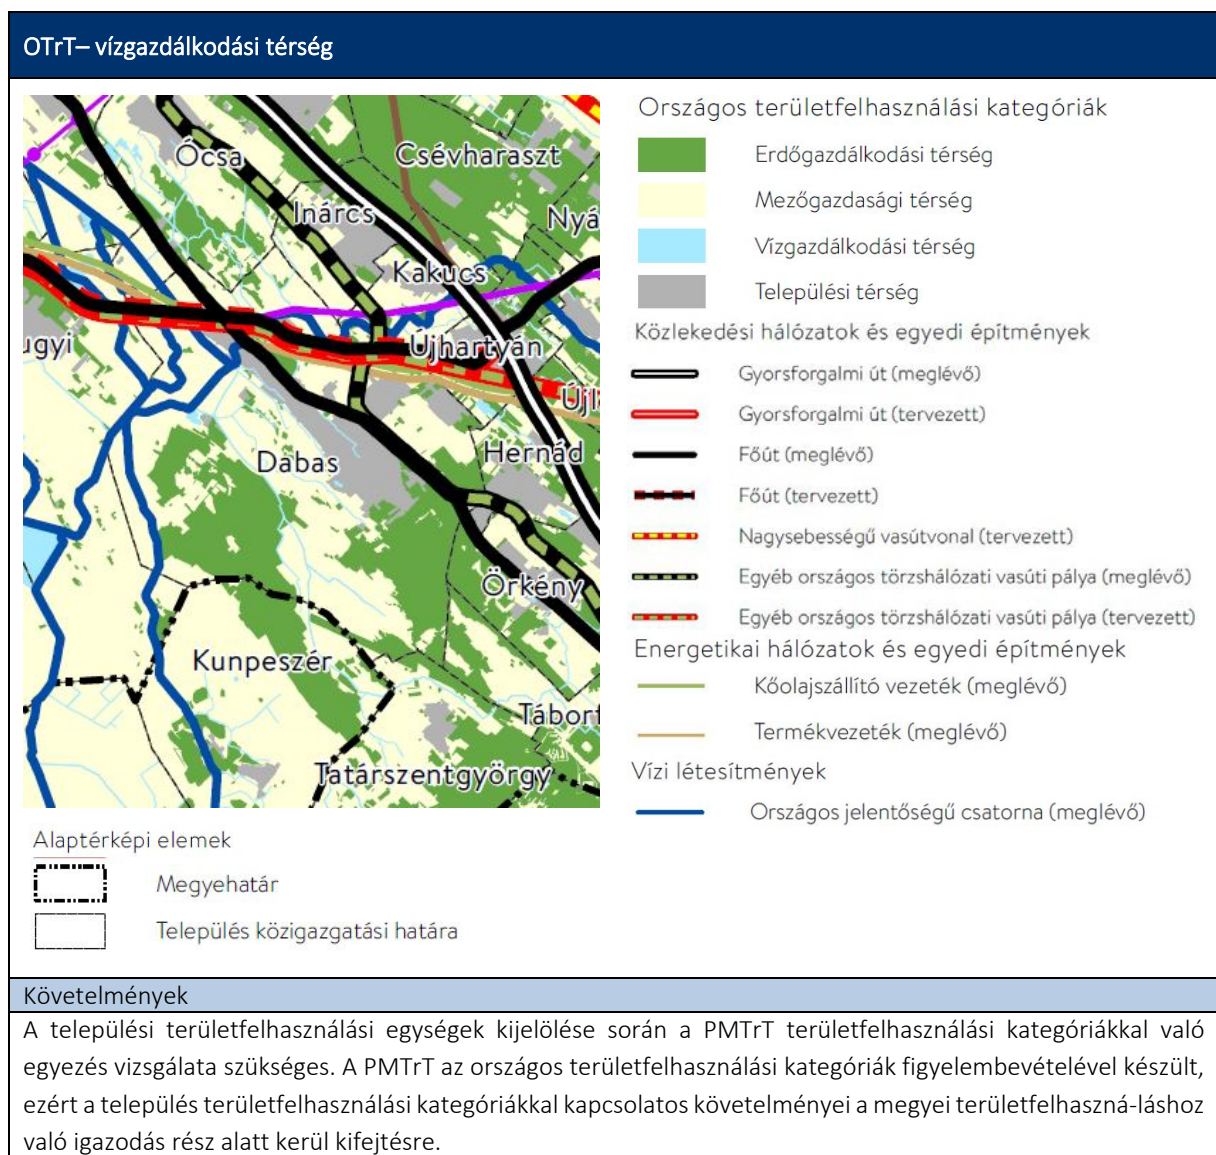 OTrT– vízgazdálkodási térség
Ócsa
Csévharaszt
Inárcs
Nyá
Kakucs
ugyi
Újhartyán
Újl
Hernád
Dabas
Örkény
Kunpeszér
Táborf
Tatárszentgyörgy
Országos területfelhasználási kategóriák
Erdőgazdálkodási térség
Mezőgazdasági térség
Vízgazdálkodási térség
Települési térség
Közlekedési hálózatok és egyedi építmények
Gyorsforgalmi út (meglévő)
Gyorsforgalmi út (tervezett)
Főút (meglévő)
Főút (tervezett)
Nagysebességű vasútvonal (tervezett)
Egyéb országos törzshálózati vasúti pálya (meglévő)
Egyéb országos törzshálózati vasúti pálya (tervezett)
Energetikai hálózatok és egyedi építmények
Kőolajszállító vezeték (meglévő)
Termékvezeték (meglévő)
Vízi létesítmények
Országos jelentőségű csatorna (meglévő)
Alaptérképi elemek
Megyehatár
Település közigazgatási határa
Követelmények
A települési területfelhasználási egységek kijelölése során a PMTrT területfelhasználási kategóriákkal való
egyezés vizsgálata szükséges. A PMTrT az országos területfelhasználási kategóriák figyelembevételével készült,
ezért a település területfelhasználási kategóriákkal kapcsolatos követelményei a megyei területfelhaszná-láshoz
való igazodás rész alatt kerül kifejtésre.